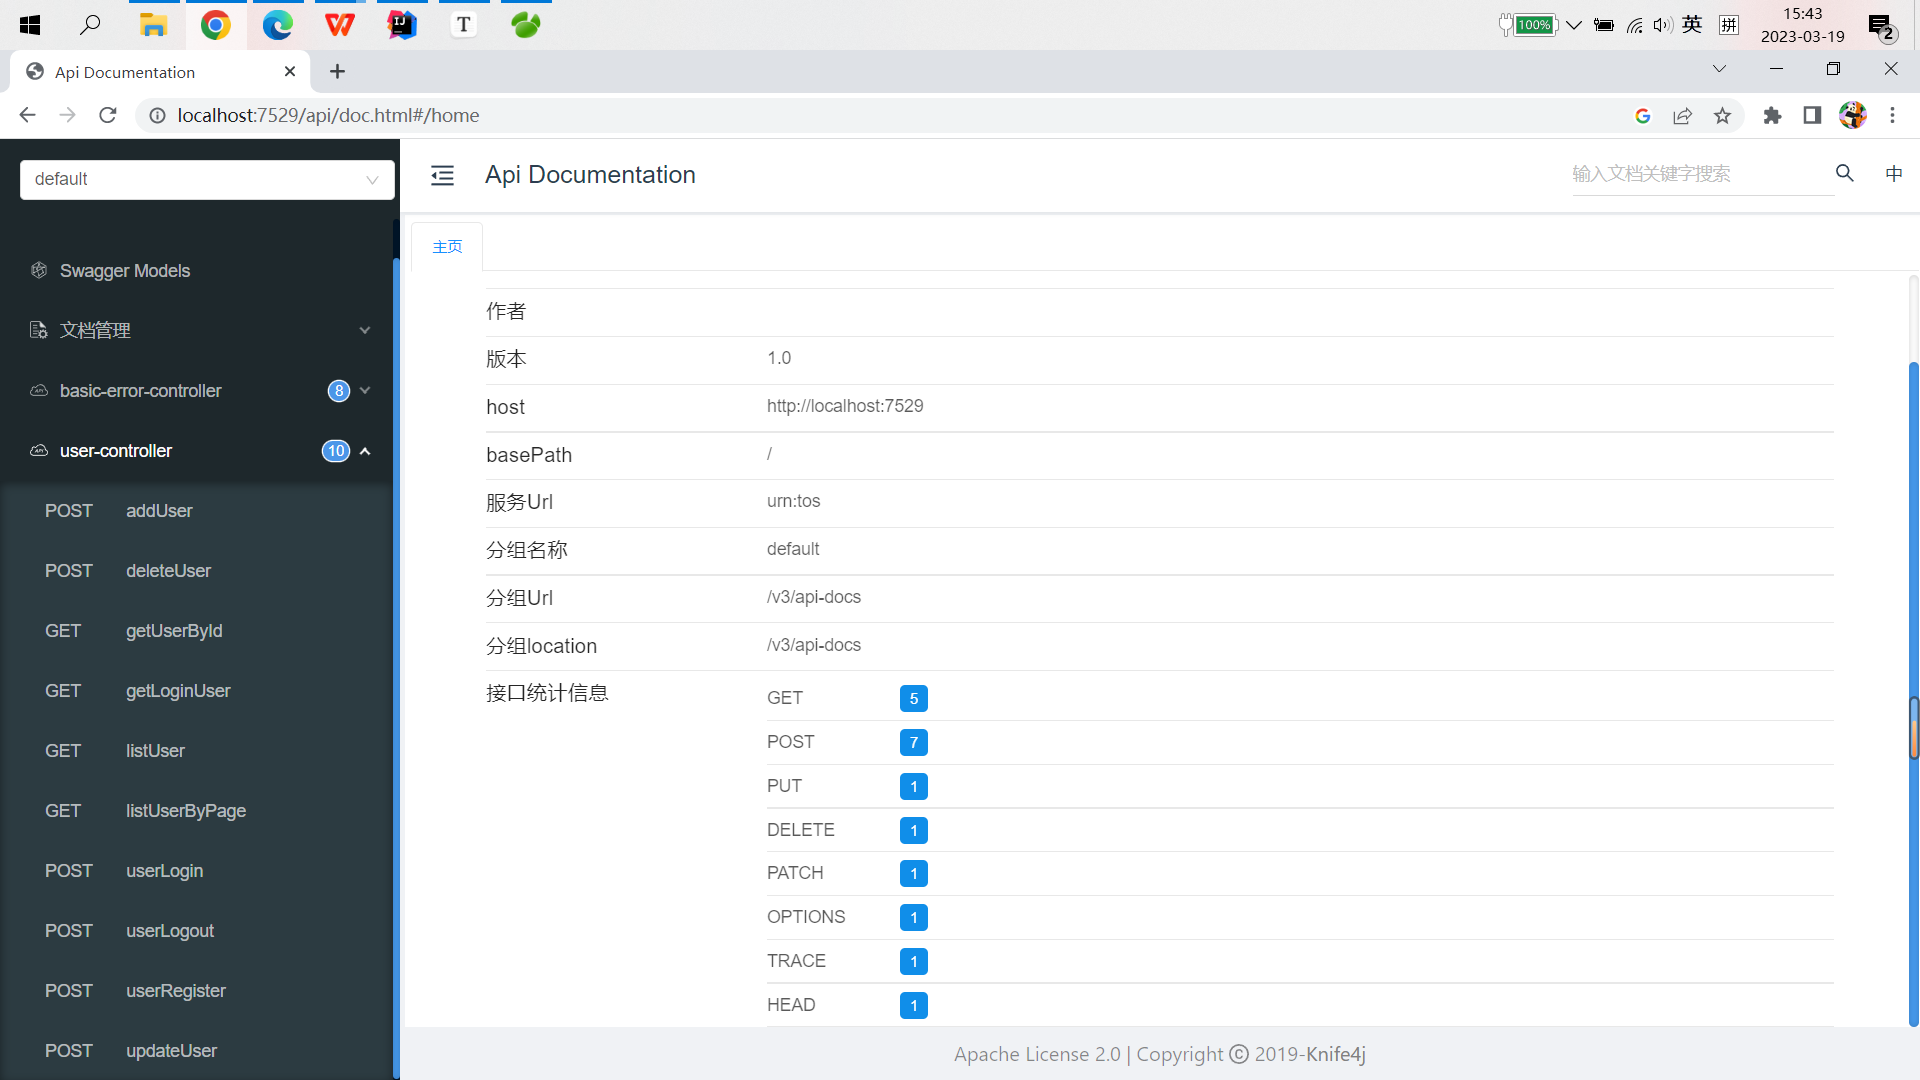 100%
英
拼
15:43
2023-03-19
2
Api Documentation
localhost:7529/api/doc.html#/home
default
Api Documentation
输入文档关键字搜索
中
主页
Swagger Models
文档管理
basic-error-controller 8
user-controller 10
POST addUser
POST deleteUser
GET getUserById
GET getLoginUser
GET listUser
GET listUserByPage
POST userLogin
POST userLogout
POST userRegister
POST updateUser
作者
版本 1.0
host http://localhost:7529
basePath /
服务Url urn:tos
分组名称 default
分组Url /v3/api-docs
分组location /v3/api-docs
接口统计信息
GET 5
POST 7
PUT 1
DELETE 1
PATCH 1
OPTIONS 1
TRACE 1
HEAD 1
Apache License 2.0 | Copyright © 2019-Knife4j